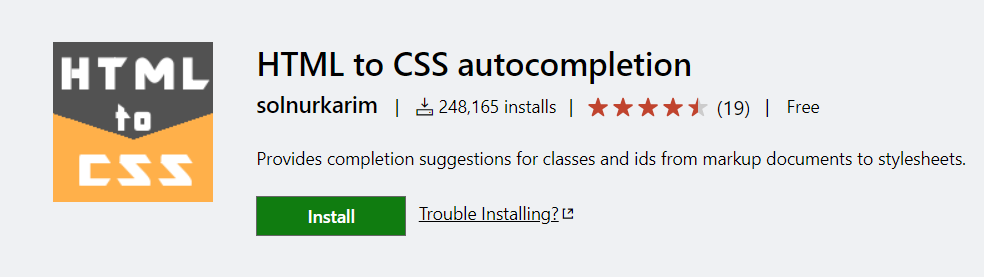 HTML
to
CSS
HTML to CSS autocompletion
solnurkarim | 248,165 installs | (19) | Free
Provides completion suggestions for classes and ids from markup documents to stylesheets.
Install Trouble Installing?